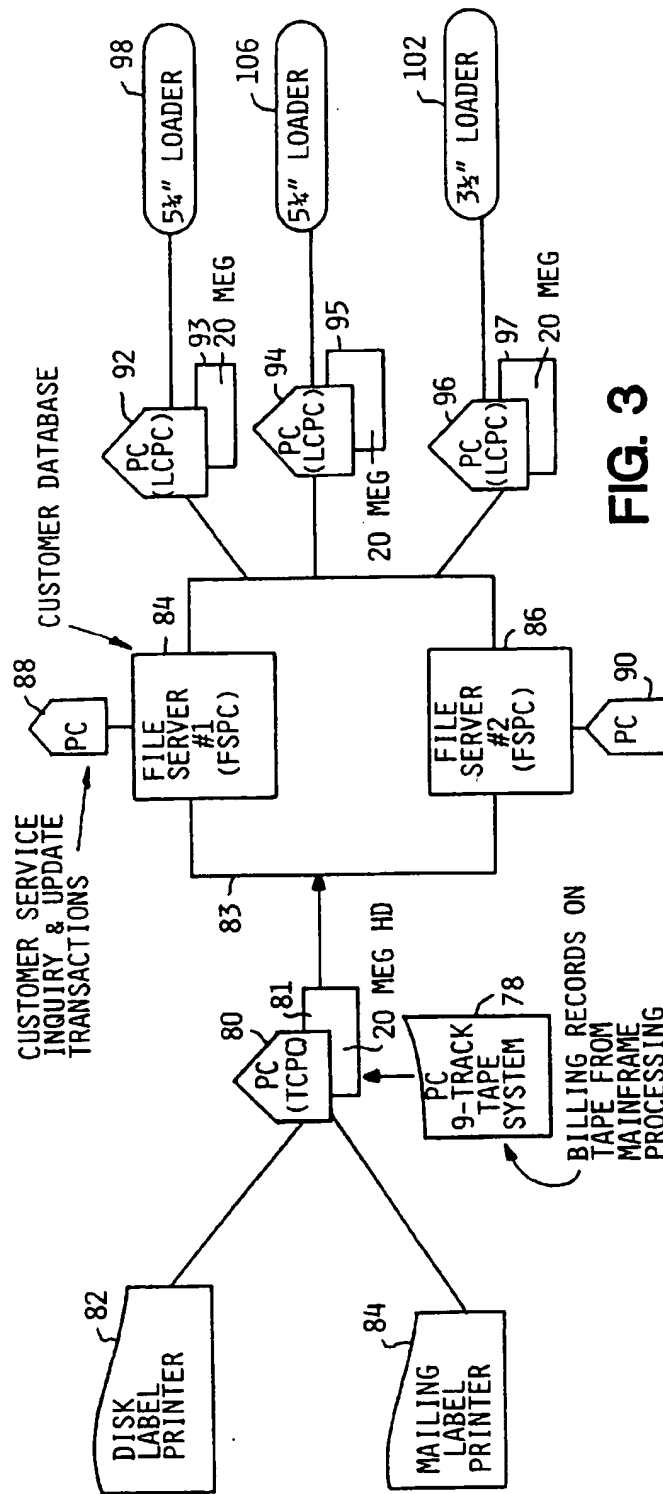 DISK
LABEL
PRINTER
82
MAILING
LABEL
PRINTER
84
PC
(TCPC)
80
81
20 MEG HD
PC
9-TRACK
TAPE
SYSTEM
78
BILLING RECORDS ON
TAPE FROM
MAINFRAME
PROCESSING
CUSTOMER SERVICE
INQUIRY & UPDATE
TRANSACTIONS
83
PC
88
CUSTOMER DATABASE
FILE
SERVER
#1
(FSPC)
84
FILE
SERVER
#2
(FSPC)
86
PC
90
PC
(LCPC)
92
93
20 MEG
PC
(LCPC)
94
95
20 MEG
PC
(LCPC)
96
97
20 MEG
5¼" LOADER
98
5¼" LOADER
106
3½" LOADER
102
FIG. 3